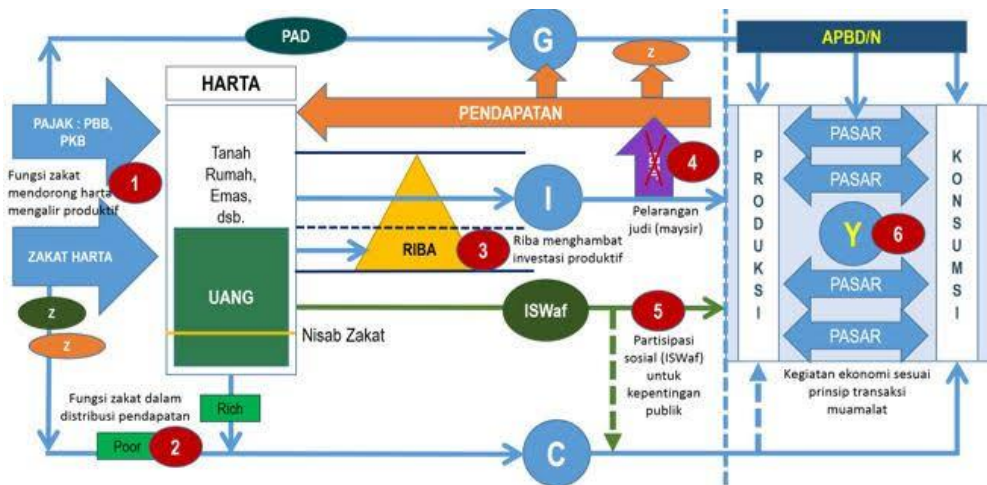 PAD
G
Z
APBD/N
HARTA
PENDAPATAN
PAJAK : PBB,
PKB
Fungsi zakat
mendorong harta
mengalir produktif
1
ZAKAT HARTA
Z
Z
Tanah
Rumah,
Emas,
dsb.
UANG
Nisab Zakat
RIBA
3
I
Riba menghambat
investasi produktif
4
Pelarangan
judi (maysir)
ISWaf
5
Partisipasi
sosial (ISWaf)
untuk
kepentingan
publik
PRODUKSI
PASAR
PASAR
Y
6
PASAR
PASAR
KONSUMSI
Kegiatan ekonomi sesuai
prinsip transaksi
muamalat
Fungsi zakat dalam
distribusi pendapatan
Rich
Poor
2
C